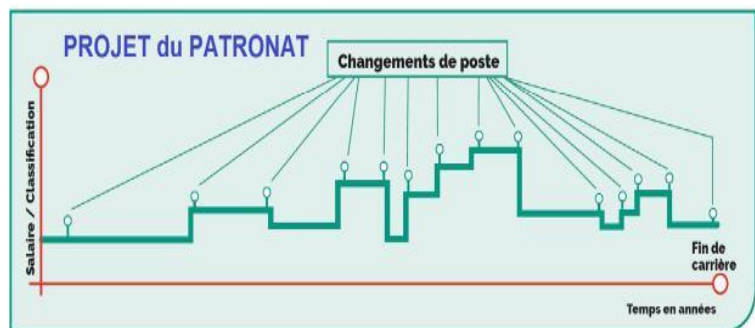 PROJET du PATRONAT
Changements de poste
Salaire / Classification
Fin de
carrière
Temps en années